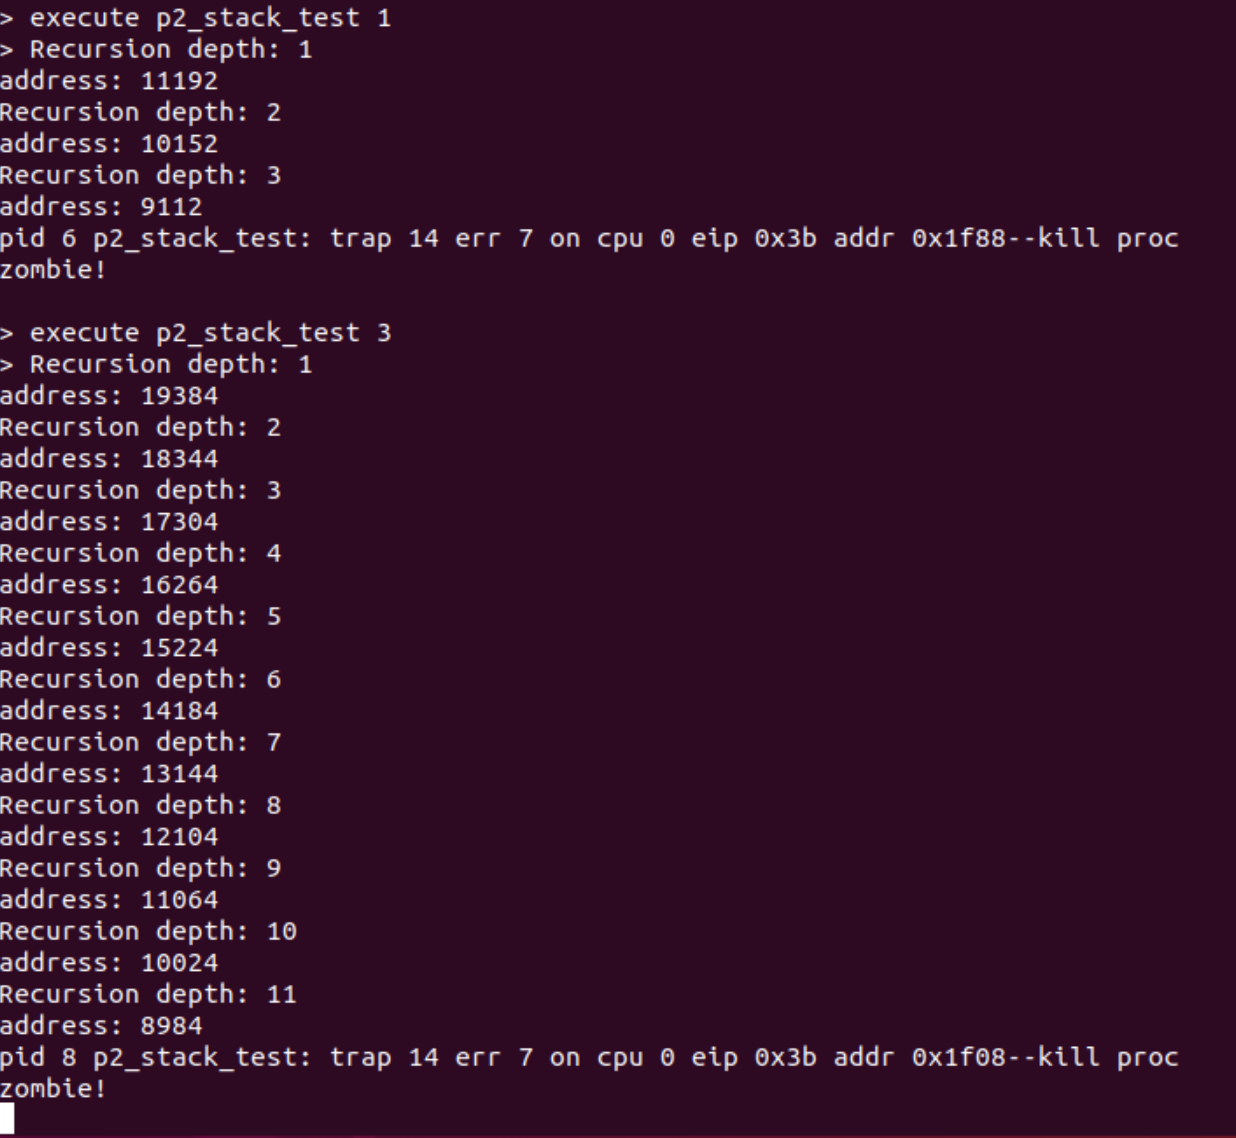 > execute p2_stack_test 1
> Recursion depth: 1
address: 11192
Recursion depth: 2
address: 10152
Recursion depth: 3
address: 9112
pid 6 p2_stack_test: trap 14 err 7 on cpu 0 eip 0x3b addr 0x1f88--kill proc
zombie!
> execute p2_stack_test 3
> Recursion depth: 1
address: 19384
Recursion depth: 2
address: 18344
Recursion depth: 3
address: 17304
Recursion depth: 4
address: 16264
Recursion depth: 5
address: 15224
Recursion depth: 6
address: 14184
Recursion depth: 7
address: 13144
Recursion depth: 8
address: 12104
Recursion depth: 9
address: 11064
Recursion depth: 10
address: 10024
Recursion depth: 11
address: 8984
pid 8 p2_stack_test: trap 14 err 7 on cpu 0 eip 0x3b addr 0x1f08--kill proc
zombie!